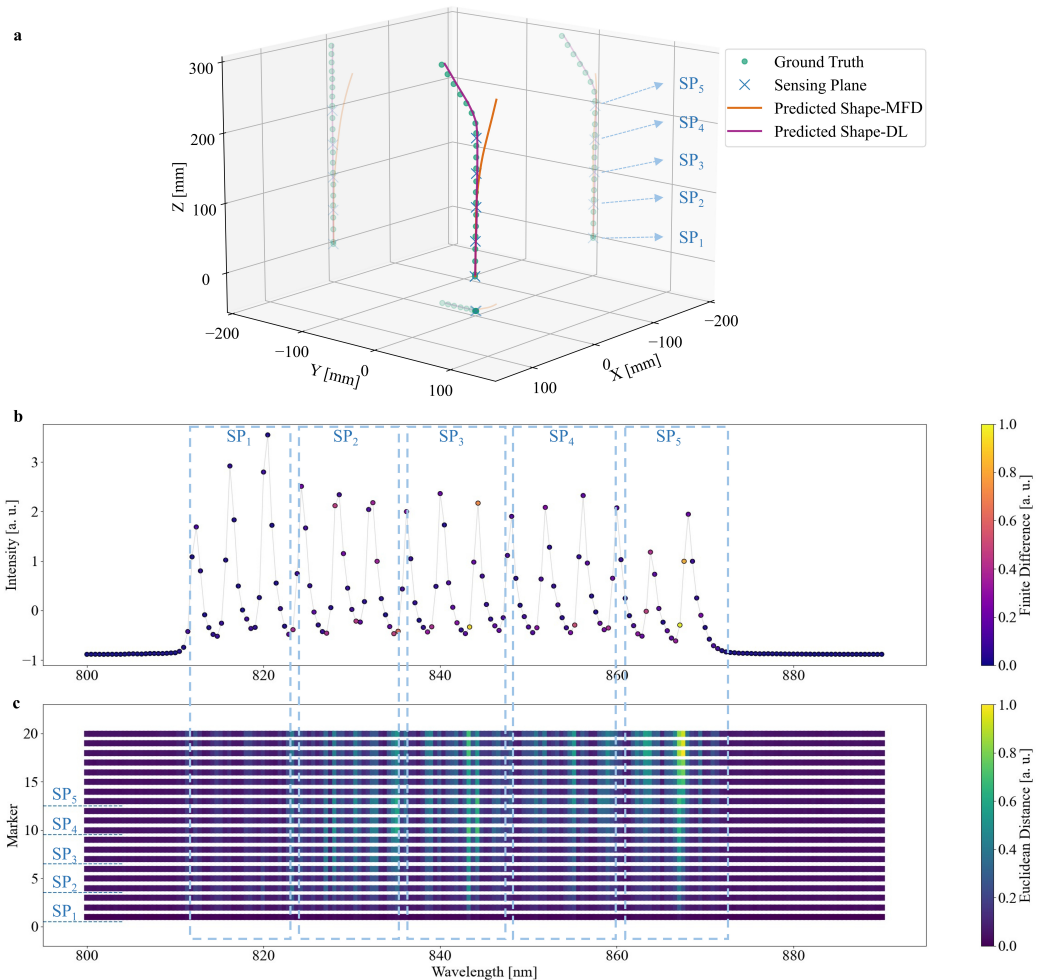 a
300
200
100
0
Z [mm]
−200
−100
0
100
Y [mm]
100
0
−100
−200
X [mm]
SP₅
SP₄
SP₃
SP₂
SP₁
Ground Truth
Sensing Plane
Predicted Shape-MFD
Predicted Shape-DL
b
SP₁ SP₂ SP₃ SP₄ SP₅
3
2
1
0
−1
Intensity [a. u.]
800 820 840 860 880
1.0
0.8
0.6
0.4
0.2
0.0
Finite Difference [a. u.]
c
20
15
10
5
0
Marker
SP₅
SP₄
SP₃
SP₂
SP₁
800 820 840 860 880
Wavelength [nm]
1.0
0.8
0.6
0.4
0.2
0.0
Euclidean Distance [a. u.]